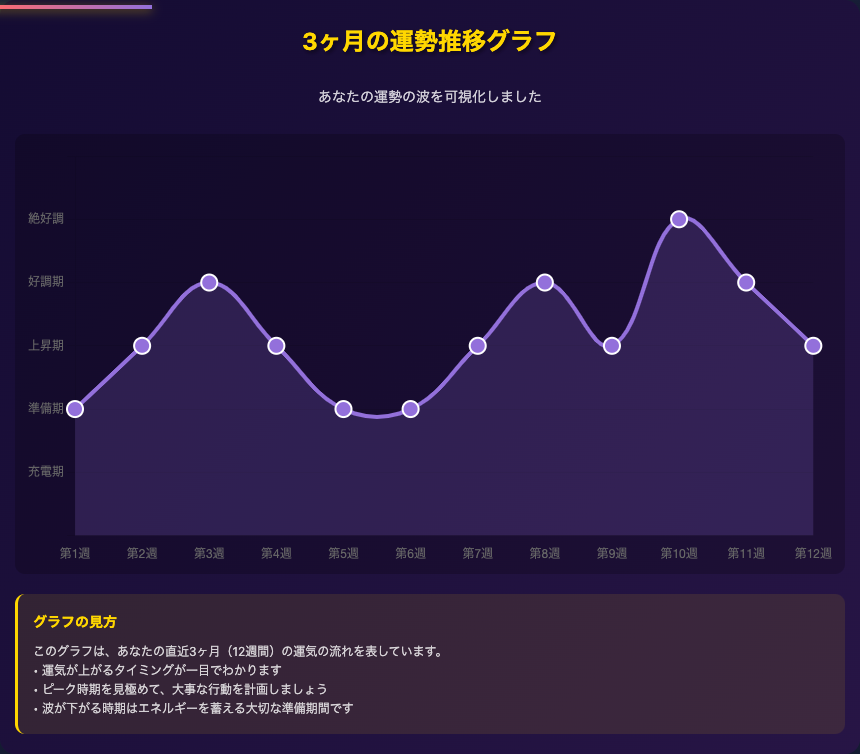 3ヶ月の運勢推移グラフ
あなたの運勢の波を可視化しました
絶好調
好調期
上昇期
準備期
充電期
第1週 第2週 第3週 第4週 第5週 第6週 第7週 第8週 第9週 第10週 第11週 第12週
グラフの見方
このグラフは、あなたの直近3ヶ月（12週間）の運気の流れを表しています。
• 運気が上がるタイミングが一目でわかります
• ピーク時期を見極めて、大事な行動を計画しましょう
• 波が下がる時期はエネルギーを蓄える大切な準備期間です